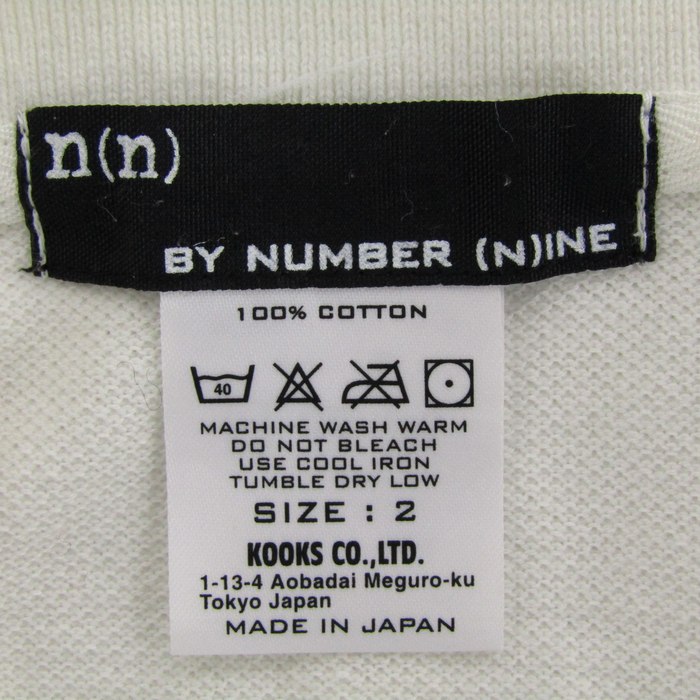 n(n)
BY NUMBER (N)INE
100% COTTON
40
MACHINE WASH WARM
DO NOT BLEACH
USE COOL IRON
TUMBLE DRY LOW
SIZE : 2
KOOKS CO.,LTD.
1-13-4 Aobadai Meguro-ku
Tokyo Japan
MADE IN JAPAN